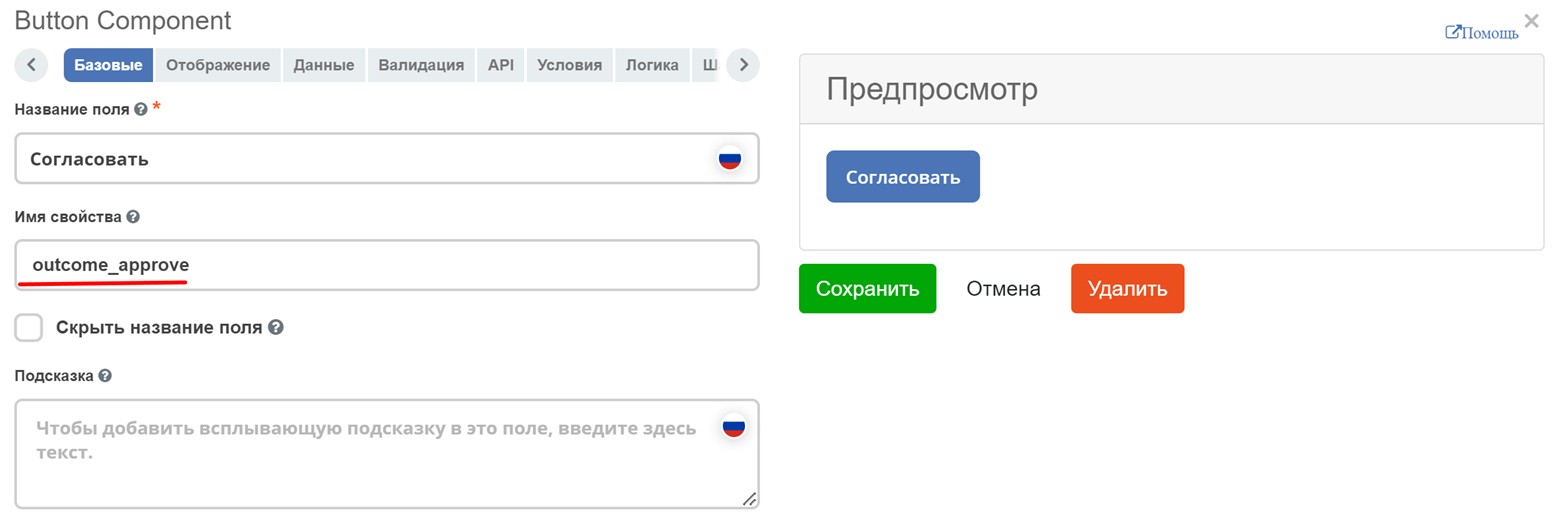 Button Component
Помощь
Базовые Отображение Данные Валидация API Условия Логика Ш
Название поля *
Согласовать
Имя свойства
outcome_approve
Скрыть название поля
Подсказка
Чтобы добавить всплывающую подсказку в это поле, введите здесь
текст.
Предпросмотр
Согласовать
Сохранить Отмена Удалить